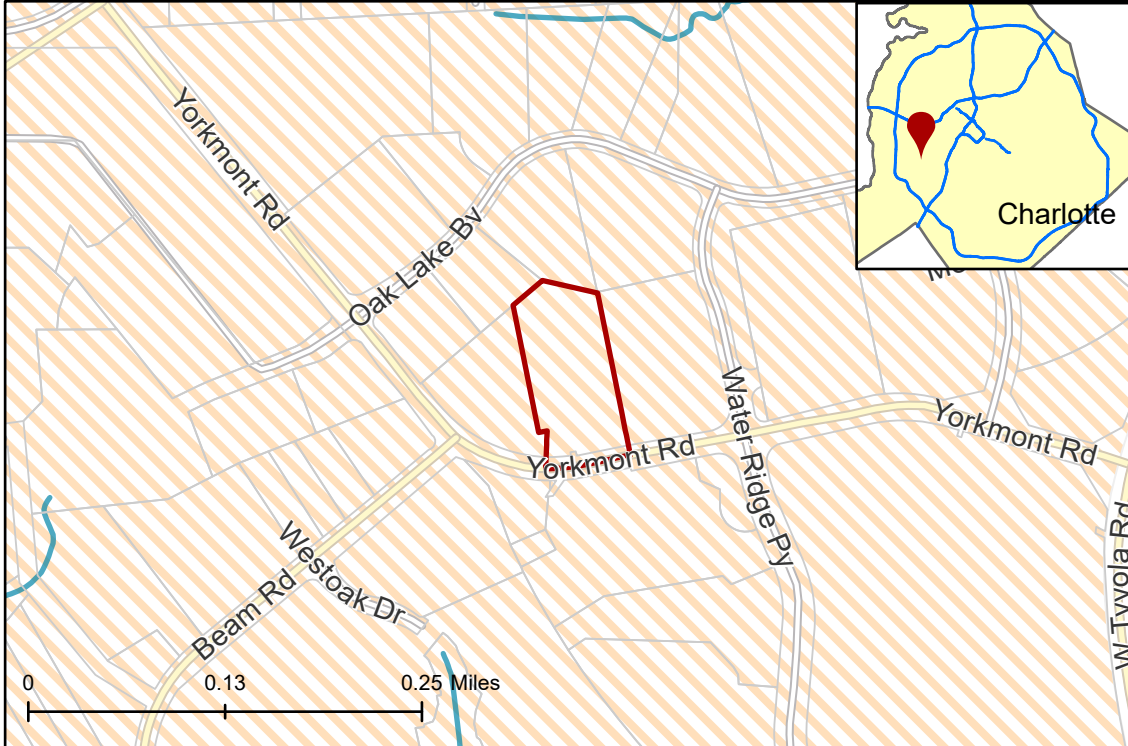 Yorkmont Rd
Oak Lake Bv
Charlotte
Yorkmont Rd
Water Ridge Py
Yorkmont Rd
W Tyvola Rd
Westoak Dr
Beam Rd
0
0.13
0.25 Miles